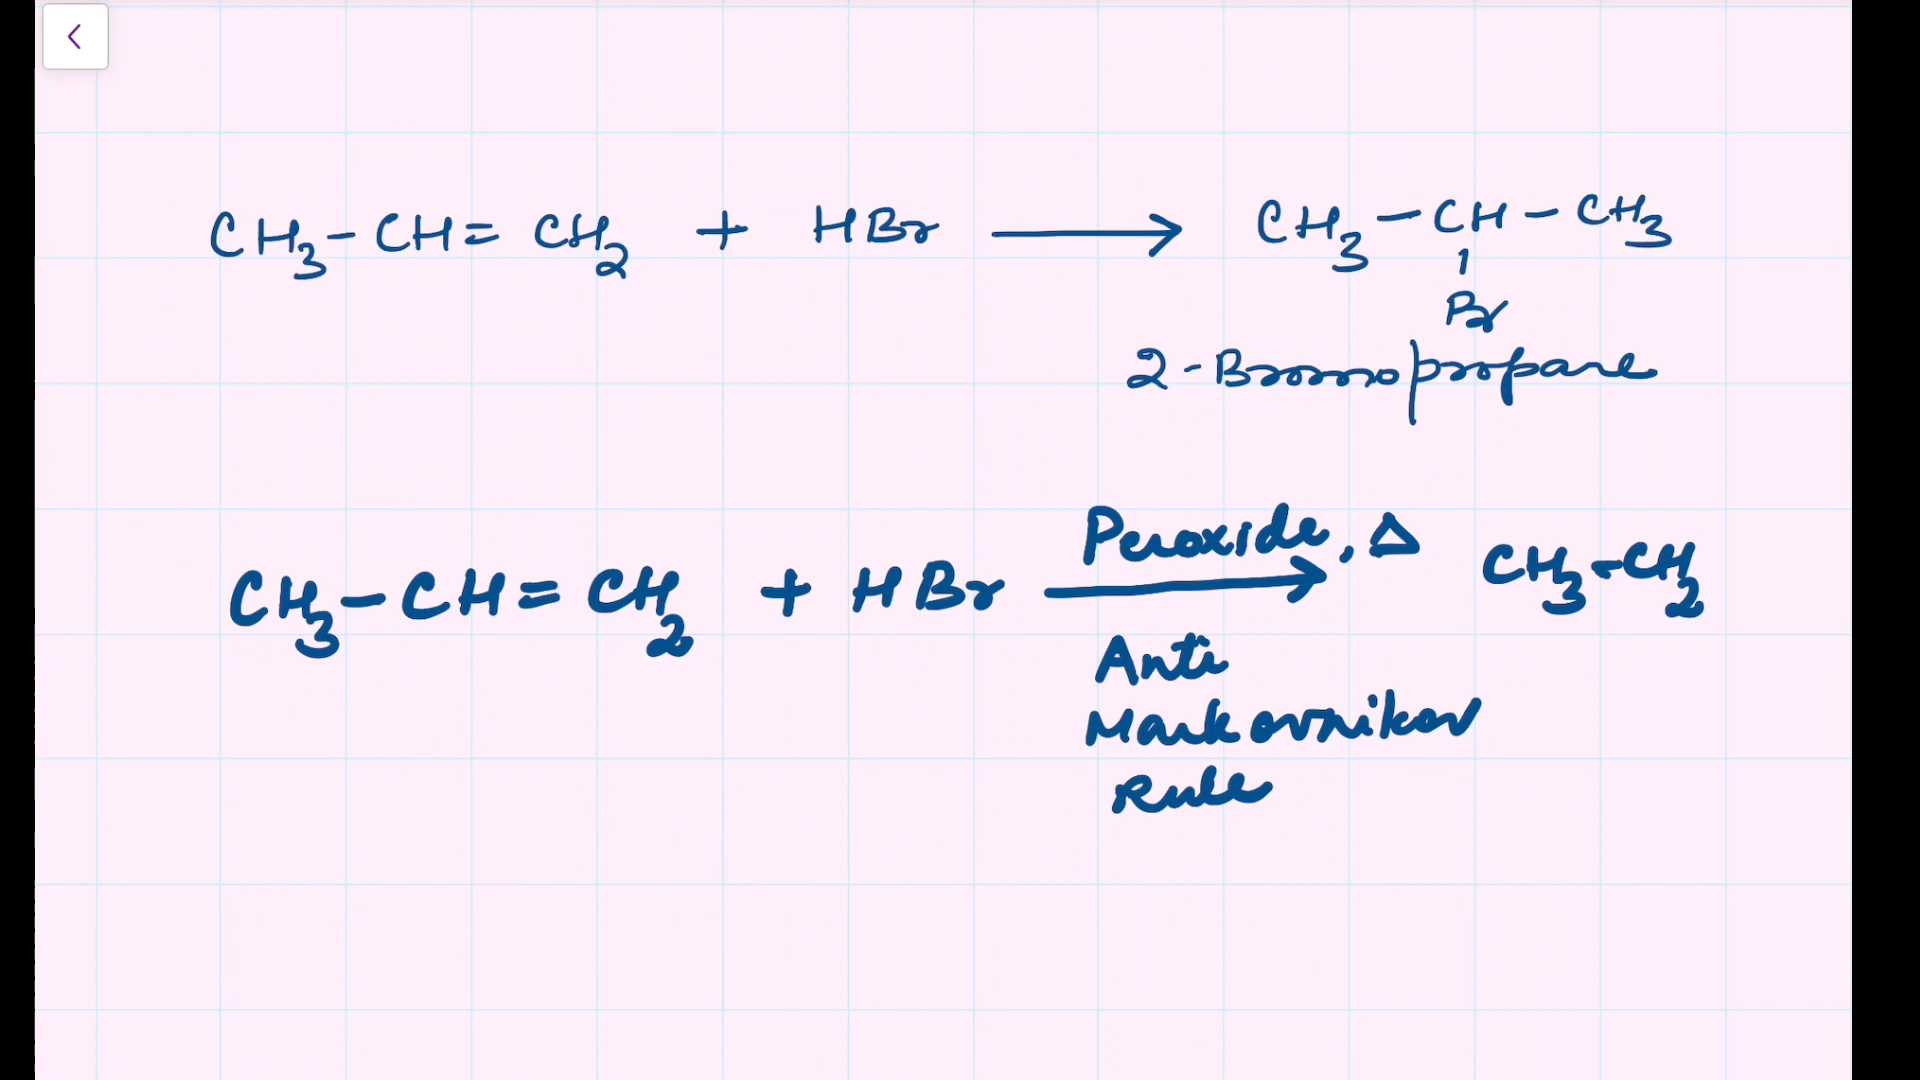 CH₃-CH=CH₂ + HBr ⟶ CH₃-CH-CH₃
Br
2-Bromopropane
Peroxide, Δ
CH₃-CH=CH₂ + HBr ⟶ CH₃-CH₂
Anti
Markovnikov
Rule